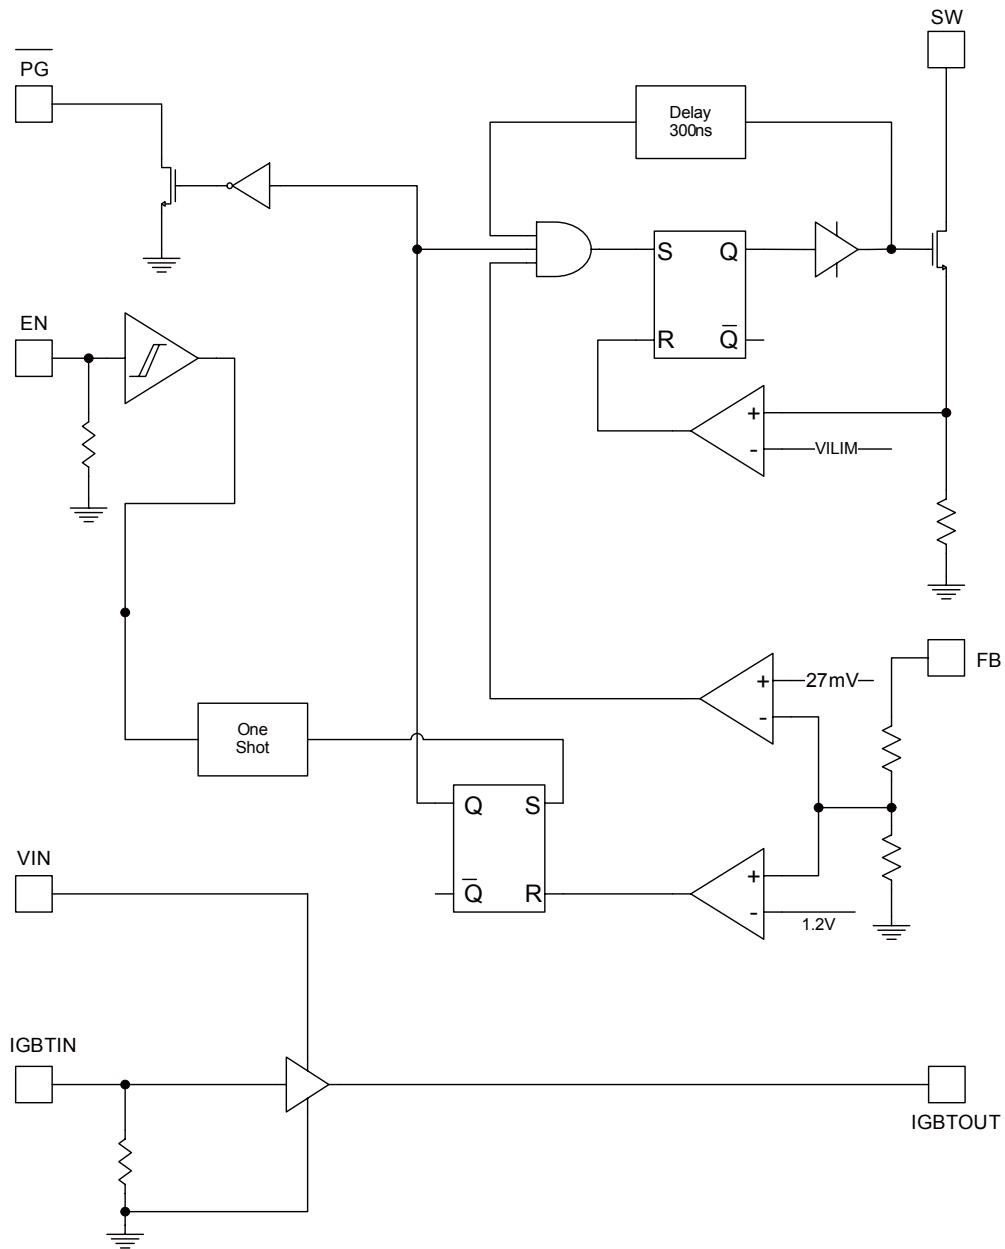 SW
PG
Delay
300ns
S Q
EN
R Q
+
-
VILIM
FB
+
27mV
-
One
Shot
Q S
VIN
Q R
+
-
1.2V
IGBTIN
IGBTOUT